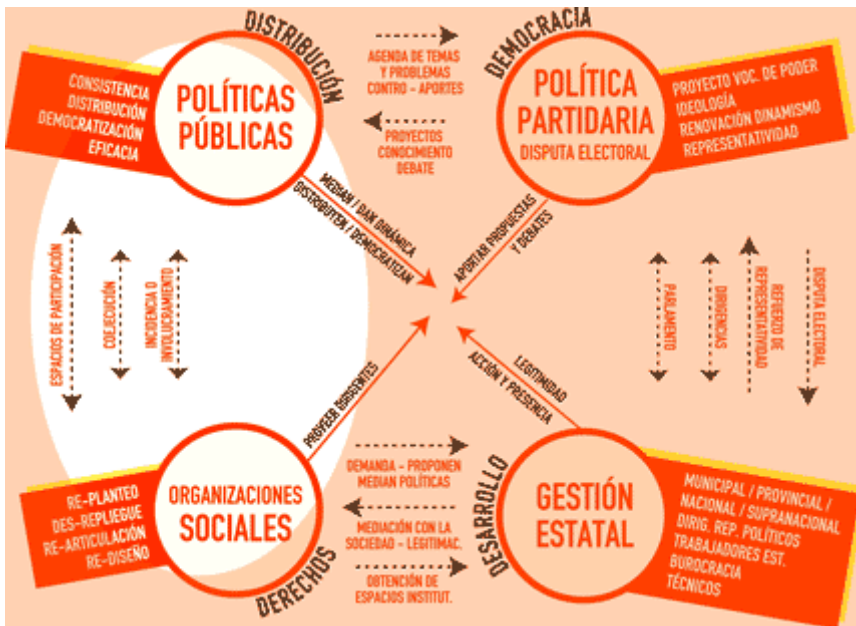 DISTRIBUCIÓN
CONSISTENCIA
DISTRIBUCIÓN
DEMOCRATIZACIÓN
EFICACIA
POLÍTICAS
PÚBLICAS
AGENDA DE TEMAS
Y PROBLEMAS
CONTRO - APORTES
PROYECTOS
CONOCIMIENTO
DEBATE
DEMOCRACIA
POLÍTICA
PARTIDARIA
DISPUTA ELECTORAL
PROYECTO VOC. DE PODER
IDEOLOGÍA
RENOVACIÓN DINAMISMO
REPRESENTATIVIDAD
MEDIAN / DAN DINÁMICA
DISTRIBUYEN / DEMOCRATIZAN
APORTAR PROPUESTAS
Y DEBATES
ESPACIOS DE PARTICIPACIÓN
COEJECUCIÓN
INCIDENCIA O
INVOLUCRAMIENTO
PARLAMENTO
DIRIGENCIAS
REFUERZO DE
REPRESENTATIVIDAD
DISPUTA ELECTORAL
PROVEER DIRIGENTES
LEGITIMIDAD
ACCIÓN Y PRESENCIA
RE-PLANTEO
DES-REPLIEGUE
RE-ARTICULACIÓN
RE-DISEÑO
ORGANIZACIONES
SOCIALES
DERECHOS
DEMANDA - PROPONEN
MEDIAN POLÍTICAS
MEDIACIÓN CON LA
SOCIEDAD - LEGITIMAC.
OBTENCIÓN DE
ESPACIOS INSTITUT.
DESARROLLO
GESTIÓN
ESTATAL
MUNICIPAL / PROVINCIAL /
NACIONAL / SUPRANACIONAL
DIRIG. REP. POLÍTICOS
TRABAJADORES EST.
BUROCRACIA
TÉCNICOS